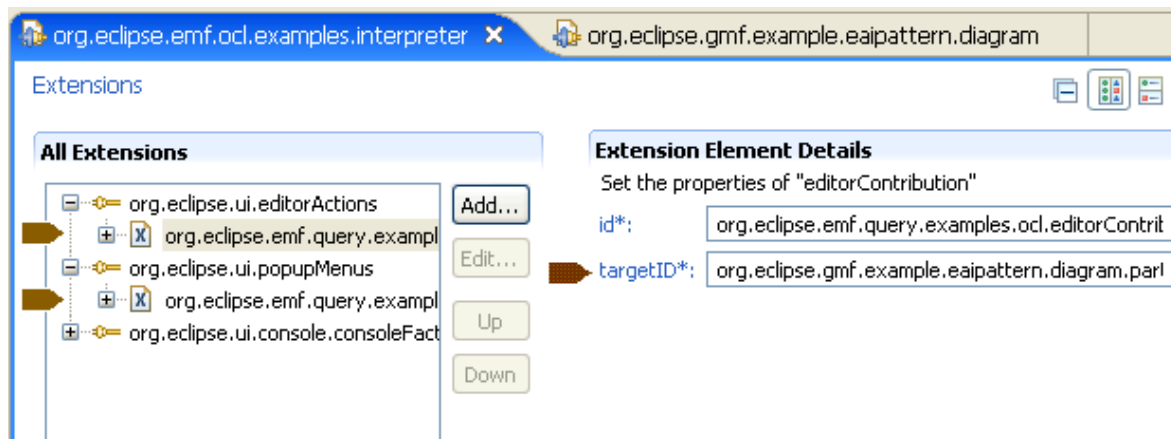 org.eclipse.emf.ocl.examples.interpreter
org.eclipse.gmf.example.eaipattern.diagram
Extensions
All Extensions
org.eclipse.ui.editorActions
org.eclipse.emf.query.exampl
org.eclipse.ui.popupMenus
org.eclipse.emf.query.exampl
org.eclipse.ui.console.consoleFact
Add...
Edit...
Up
Down
Extension Element Details
Set the properties of "editorContribution"
id*: org.eclipse.emf.query.examples.ocl.editorContrib
targetID*: org.eclipse.gmf.example.eaipattern.diagram.part